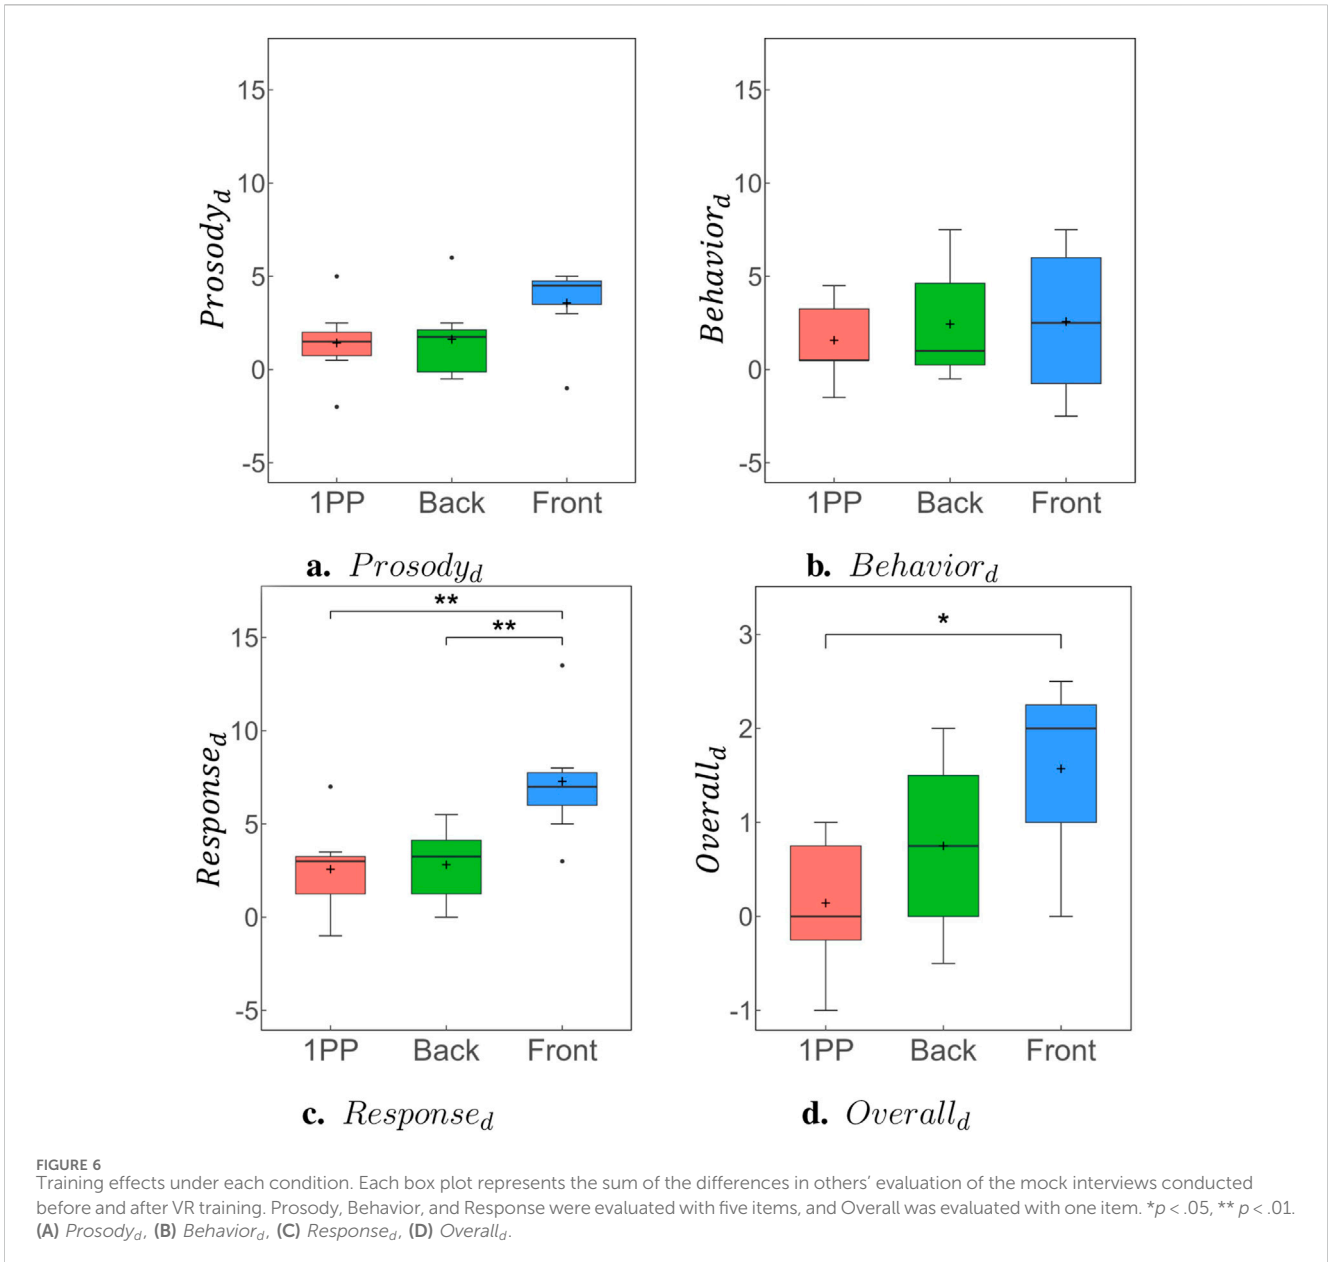 15
10
5
0
-5
Prosody_d
1PP Back Front
a. Prosody_d
15
10
5
0
-5
Behavior_d
1PP Back Front
b. Behavior_d
**
**
15
10
5
0
-5
Response_d
1PP Back Front
c. Response_d
*
3
2
1
0
-1
Overall_d
1PP Back Front
d. Overall_d
FIGURE 6
Training effects under each condition. Each box plot represents the sum of the differences in others’ evaluation of the mock interviews conducted
before and after VR training. Prosody, Behavior, and Response were evaluated with five items, and Overall was evaluated with one item. *p < .05, ** p < .01.
(A) Prosody_d, (B) Behavior_d, (C) Response_d, (D) Overall_d.